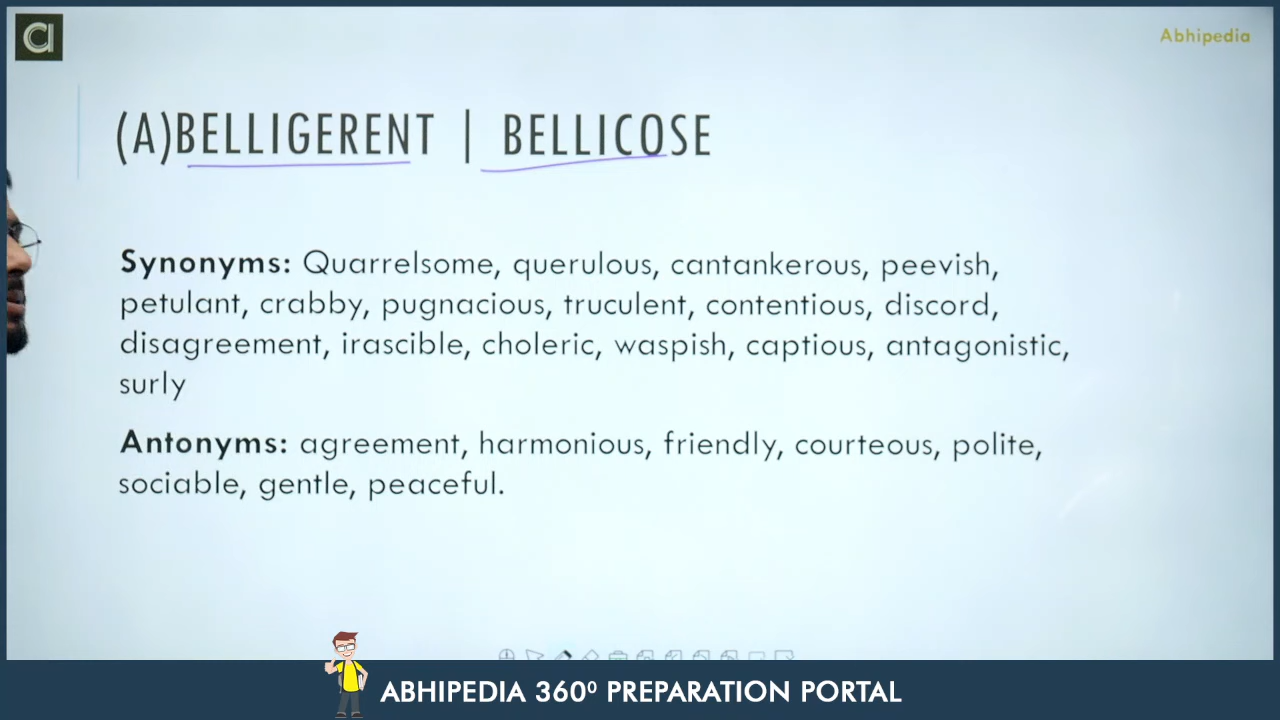 Abhipedia
(A)BELLIGERENT | BELLICOSE
Synonyms: Quarrelsome, querulous, cantankerous, peevish,
petulant, crabby, pugnacious, truculent, contentious, discord,
disagreement, irascible, choleric, waspish, captious, antagonistic,
surly
Antonyms: agreement, harmonious, friendly, courteous, polite,
sociable, gentle, peaceful.
ABHIPEDIA 360⁰ PREPARATION PORTAL